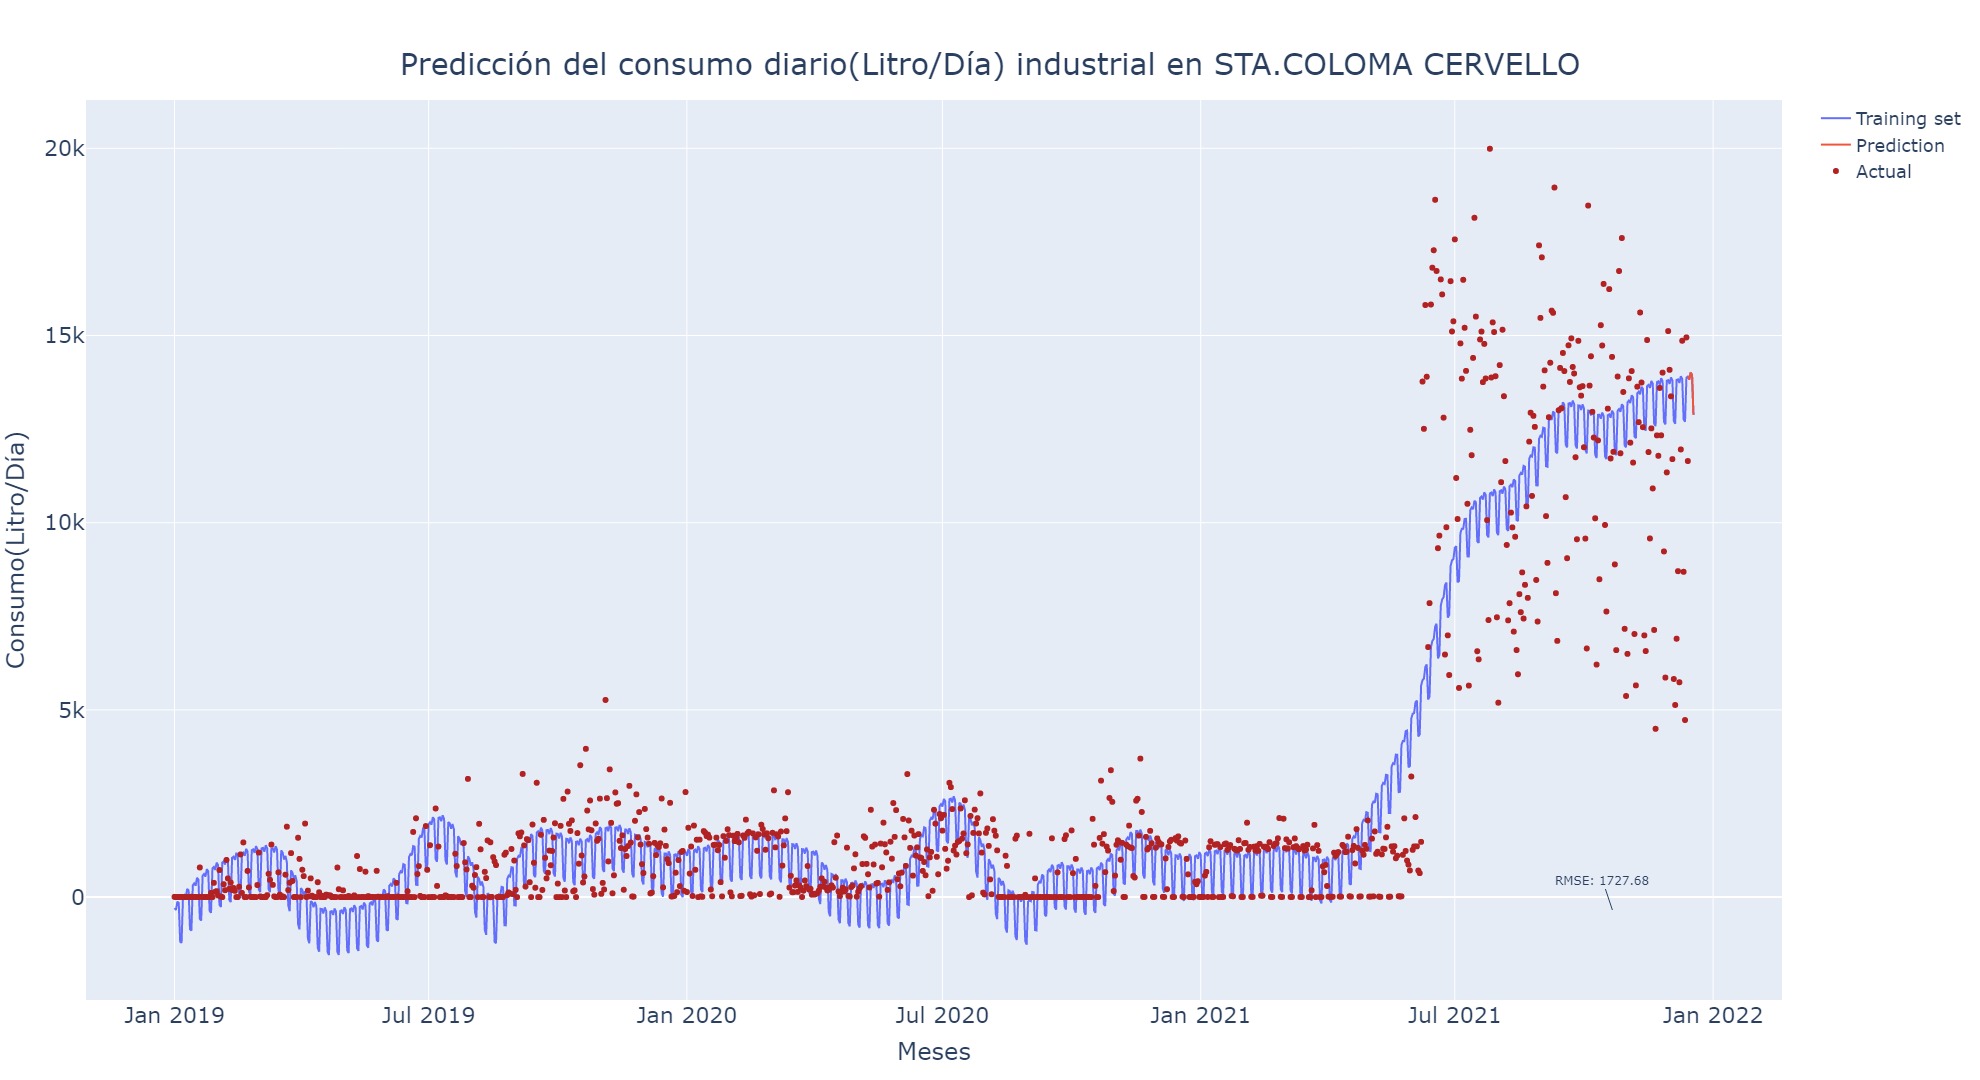 Predicción del consumo diario(Litro/Día) industrial en STA.COLOMA CERVELLO
Training set
Prediction
Actual
20k
15k
10k
5k
0
Consumo(Litro/Día)
RMSE: 1727.68
Jan 2019
Jul 2019
Jan 2020
Jul 2020
Jan 2021
Jul 2021
Jan 2022
Meses